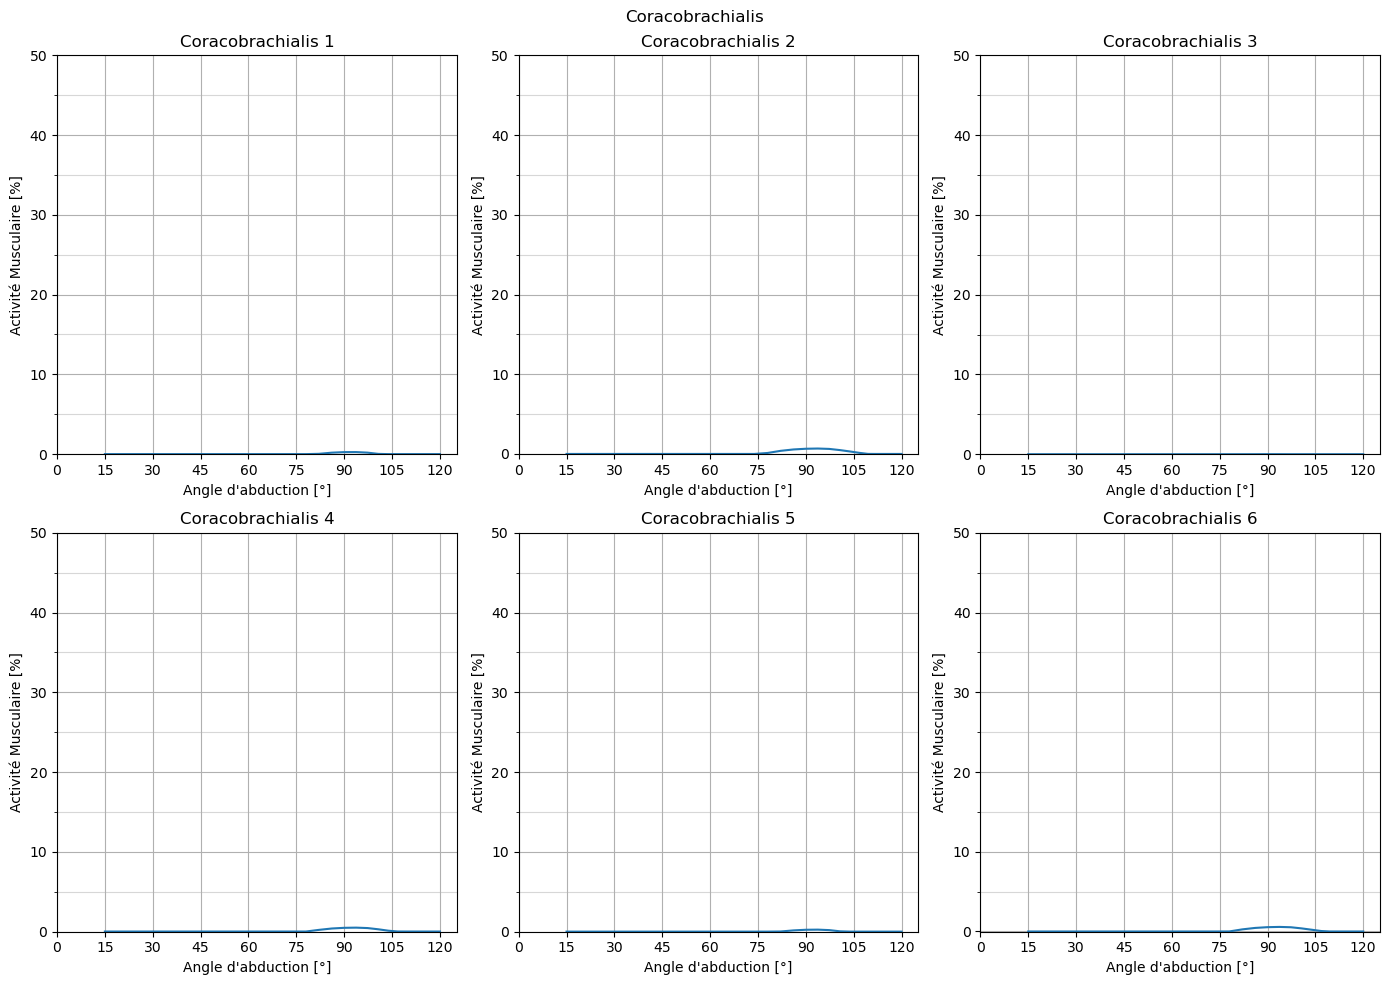 Coracobrachialis
Coracobrachialis 1
50
40
30
20
10
0
Activité Musculaire [%]
0 15 30 45 60 75 90 105 120
Angle d'abduction [°]
Coracobrachialis 2
50
40
30
20
10
0
Activité Musculaire [%]
0 15 30 45 60 75 90 105 120
Angle d'abduction [°]
Coracobrachialis 3
50
40
30
20
10
0
Activité Musculaire [%]
0 15 30 45 60 75 90 105 120
Angle d'abduction [°]
Coracobrachialis 4
50
40
30
20
10
0
Activité Musculaire [%]
0 15 30 45 60 75 90 105 120
Angle d'abduction [°]
Coracobrachialis 5
50
40
30
20
10
0
Activité Musculaire [%]
0 15 30 45 60 75 90 105 120
Angle d'abduction [°]
Coracobrachialis 6
50
40
30
20
10
0
Activité Musculaire [%]
0 15 30 45 60 75 90 105 120
Angle d'abduction [°]